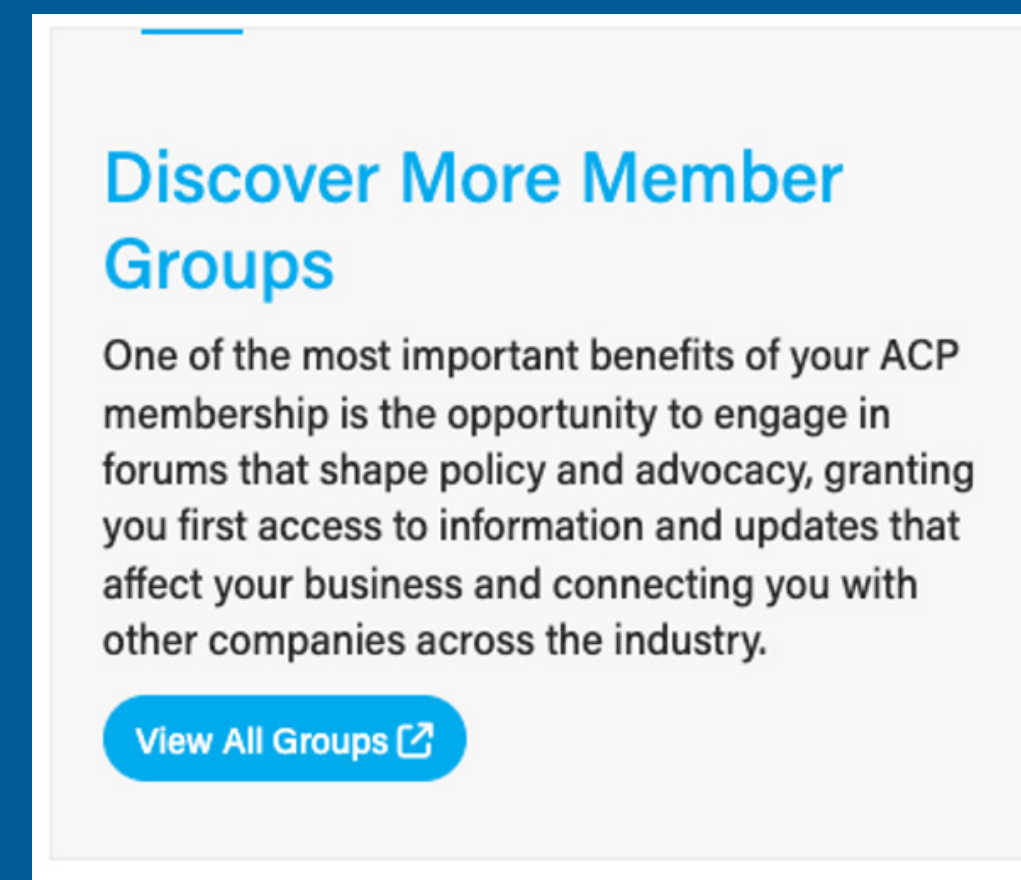 Discover More Member
Groups
One of the most important benefits of your ACP
membership is the opportunity to engage in
forums that shape policy and advocacy, granting
you first access to information and updates that
affect your business and connecting you with
other companies across the industry.
View All Groups